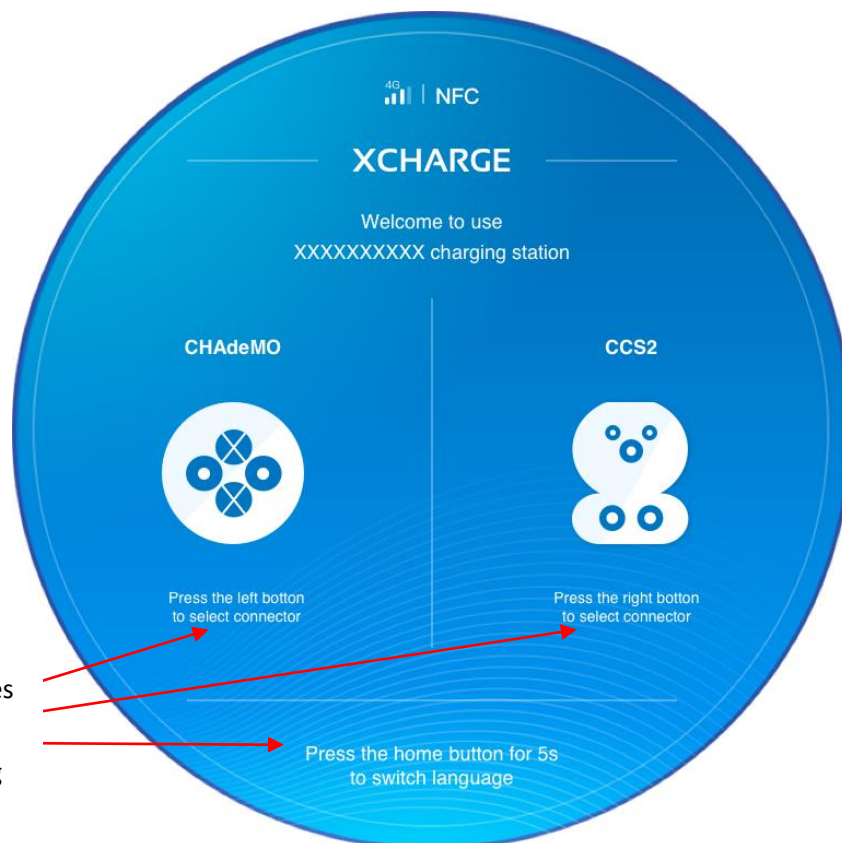 4G
NFC
XCHARGE
Welcome to use
XXXXXXXXXX charging station
CHAdeMO
CCS2
Press the left botton
to select connector
Press the right botton
to select connector
Press the home button for 5s
to switch language